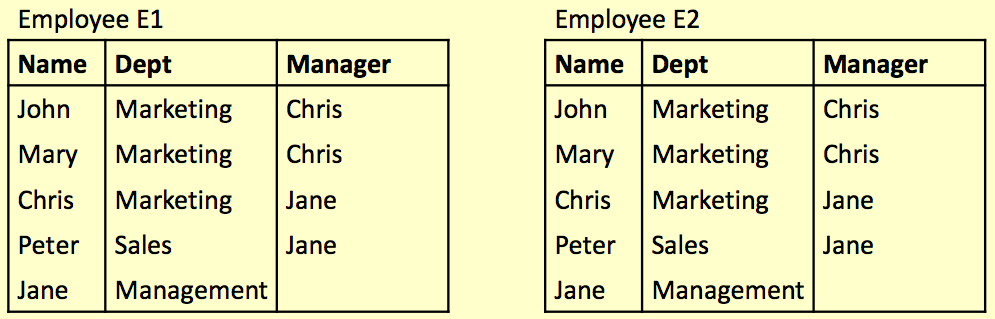 Employee E1
Name Dept Manager
John Marketing Chris
Mary Marketing Chris
Chris Marketing Jane
Peter Sales Jane
Jane Management
Employee E2
Name Dept Manager
John Marketing Chris
Mary Marketing Chris
Chris Marketing Jane
Peter Sales Jane
Jane Management